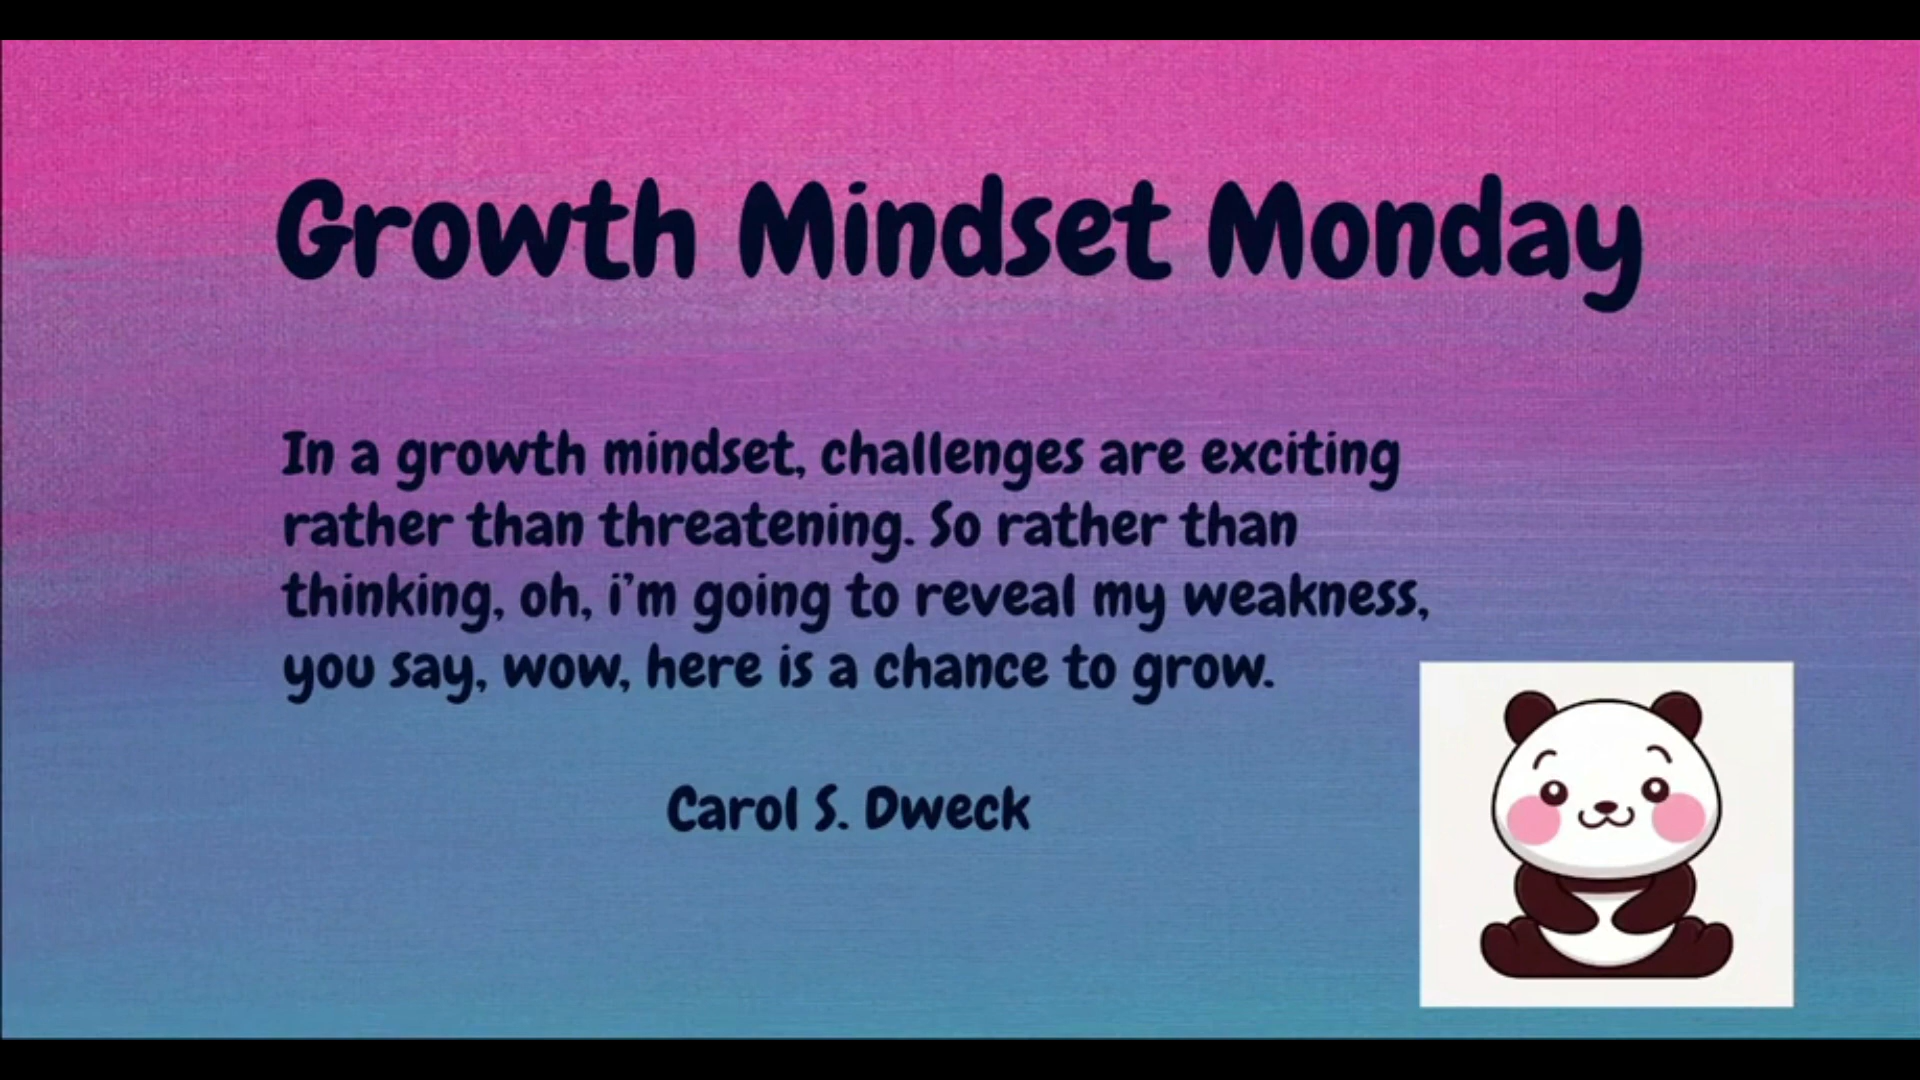 Growth Mindset Monday
In a growth mindset, challenges are exciting
rather than threatening. So rather than
thinking, oh, i'm going to reveal my weakness,
you say, wow, here is a chance to grow.
Carol S. Dweck